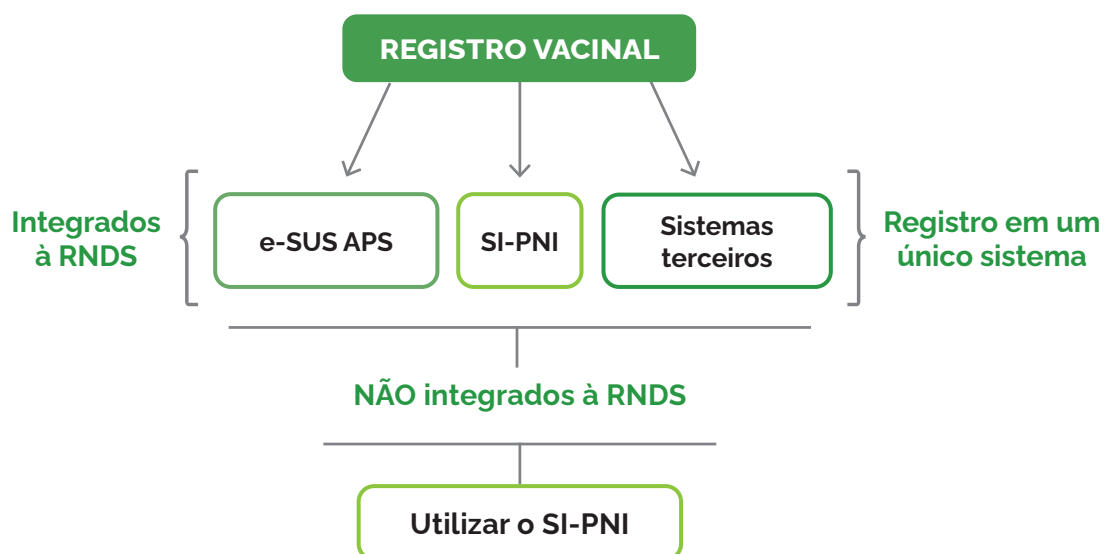 REGISTRO VACINAL
Integrados
à RNDS
e-SUS APS
SI-PNI
Sistemas
terceiros
Registro em um
único sistema
NÃO integrados à RNDS
Utilizar o SI-PNI